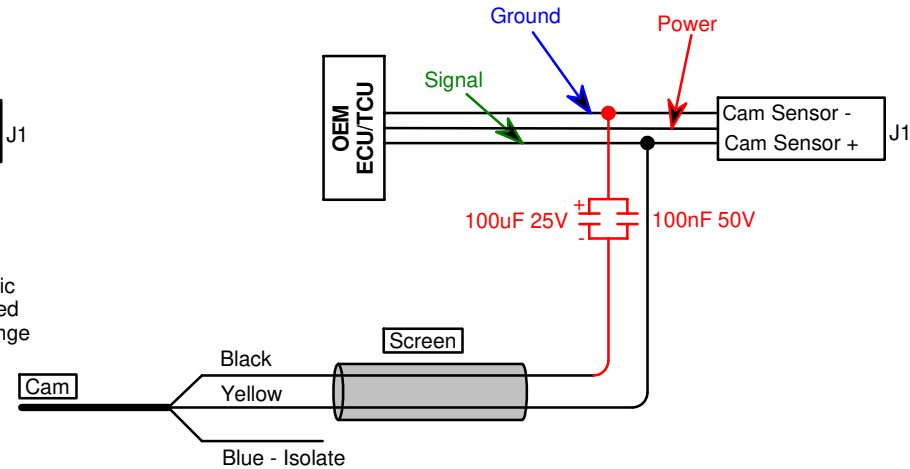 Ground
Power
Signal
OEM
ECU/TCU
Cam Sensor -
Cam Sensor +
J1
J1
+
100uF 25V
-
100nF 50V
ic
ed
nge
Screen
Black
Cam
Yellow
Blue - Isolate